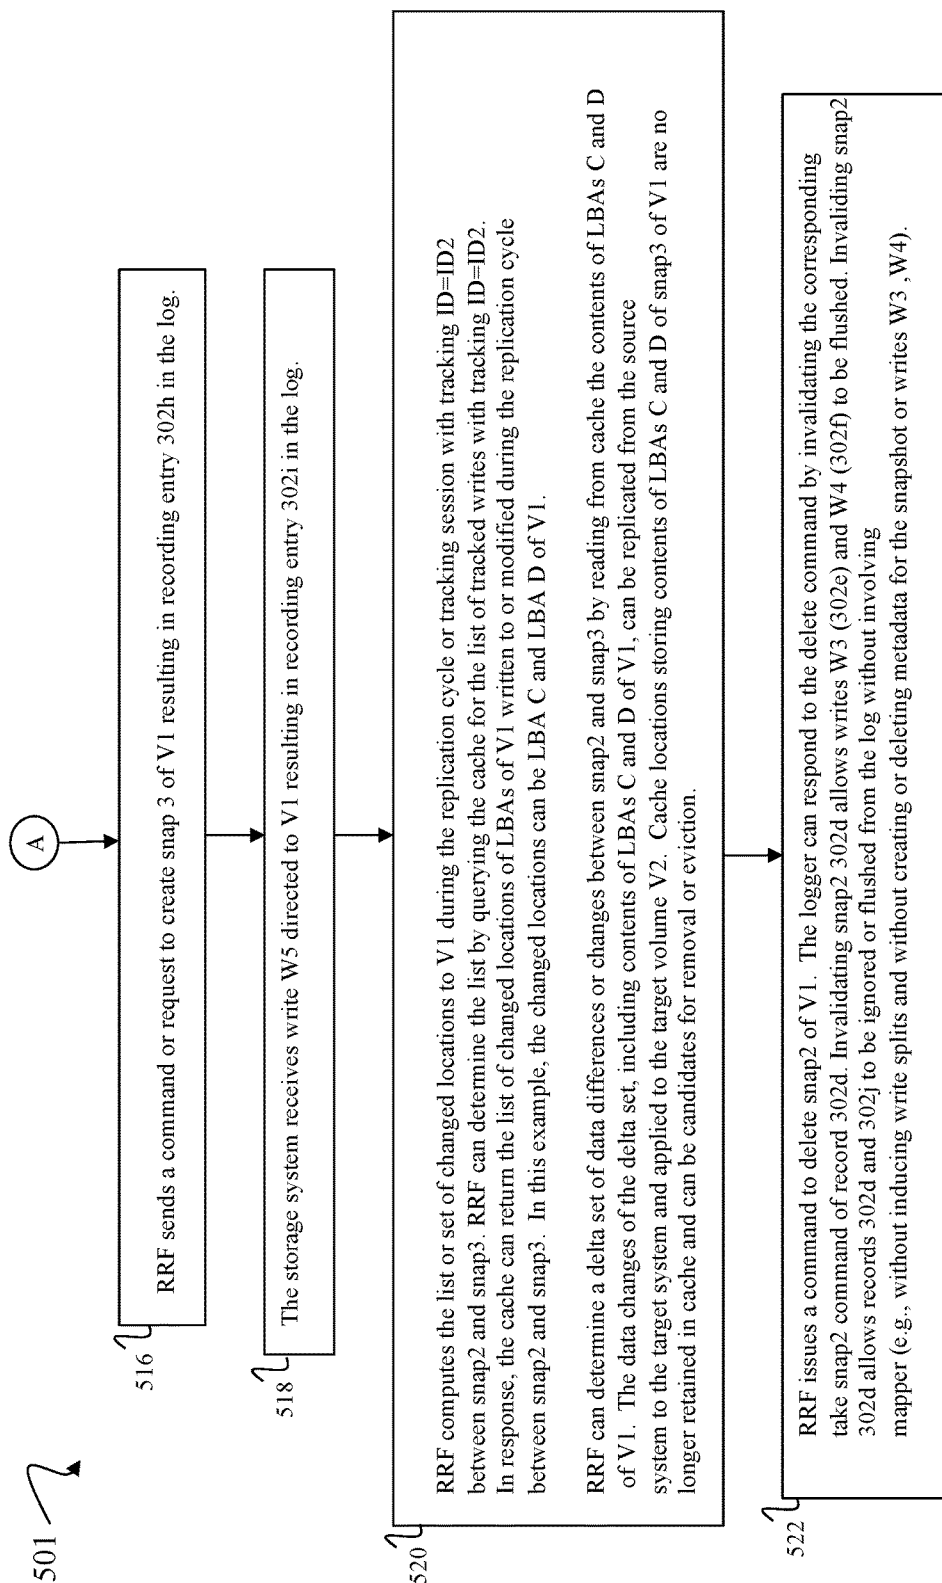 501
A
516
RRF sends a command or request to create snap 3 of V1 resulting in recording entry 302h in the log.
518
The storage system receives write W5 directed to V1 resulting in recording entry 302i in the log.
520
RRF computes the list or set of changed locations to V1 during the replication cycle or tracking session with tracking ID=ID2
between snap2 and snap3. RRF can determine the list by querying the cache for the list of tracked writes with tracking ID=ID2.
In response, the cache can return the list of changed locations of LBAs of V1 written to or modified during the replication cycle
between snap2 and snap3. In this example, the changed locations can be LBA C and LBA D of V1.
RRF can determine a delta set of data differences or changes between snap2 and snap3 by reading from cache the contents of LBAs C and D
of V1. The data changes of the delta set, including contents of LBAs C and D of V1, can be replicated from the source
system to the target system and applied to the target volume V2. Cache locations storing contents of LBAs C and D of snap3 of V1 are no
longer retained in cache and can be candidates for removal or eviction.
522
RRF issues a command to delete snap2 of V1. The logger can respond to the delete command by invalidating the corresponding
take snap2 command of record 302d. Invalidating snap2 302d allows writes W3 (302e) and W4 (302f) to be flushed. Invaliding snap2
302d allows records 302d and 302j to be ignored or flushed from the log without involving
mapper (e.g., without inducing write splits and without creating or deleting metadata for the snapshot or writes W3 ,W4).